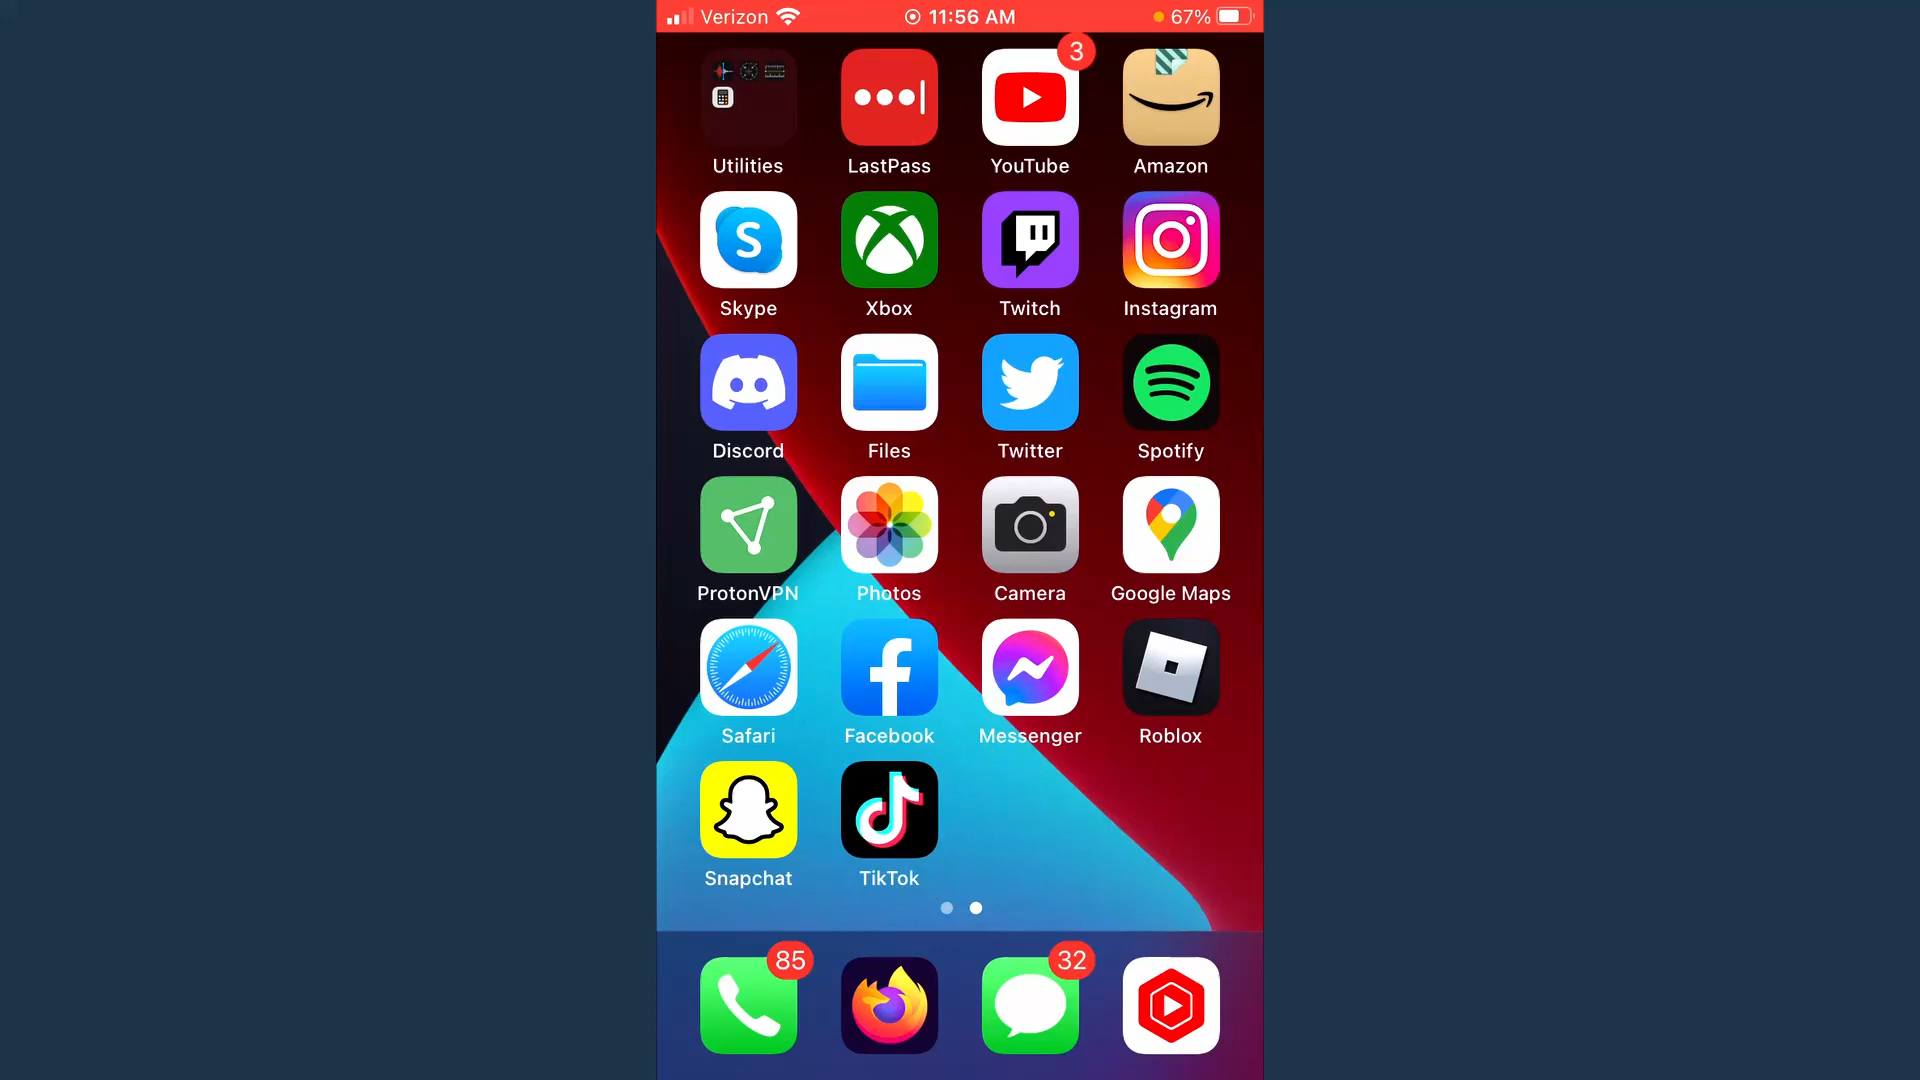 Verizon 11:56 AM 67%
3
Utilities LastPass YouTube Amazon
S
Skype Xbox Twitch Instagram
Discord Files Twitter Spotify
ProtonVPN Photos Camera Google Maps
Safari Facebook Messenger Roblox
Snapchat TikTok
85 32